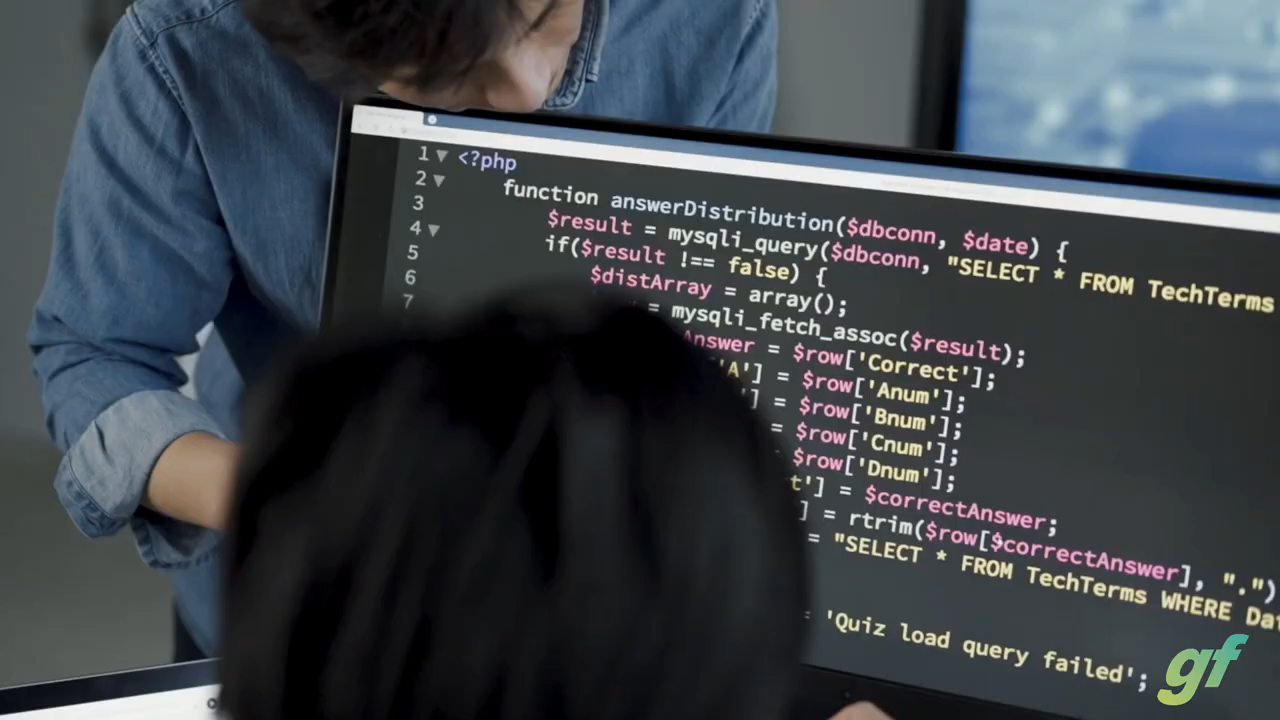 1 <?php
2 function answerDistribution($dbconn, $date) {
3 $result = mysqli_query($dbconn, "SELECT * FROM TechTerms
4 if($result !== false) {
5 $distArray = array();
6 = mysqli_fetch_assoc($result);
7 Answer = $row['Correct'];
'A'] = $row['Anum'];
'] = $row['Bnum'];
= $row['Cnum'];
= $row['Dnum'];
t'] = $correctAnswer;
] = rtrim($row[$correctAnswer], ".")
= "SELECT * FROM TechTerms WHERE Dat
= 'Quiz load query failed';
gf